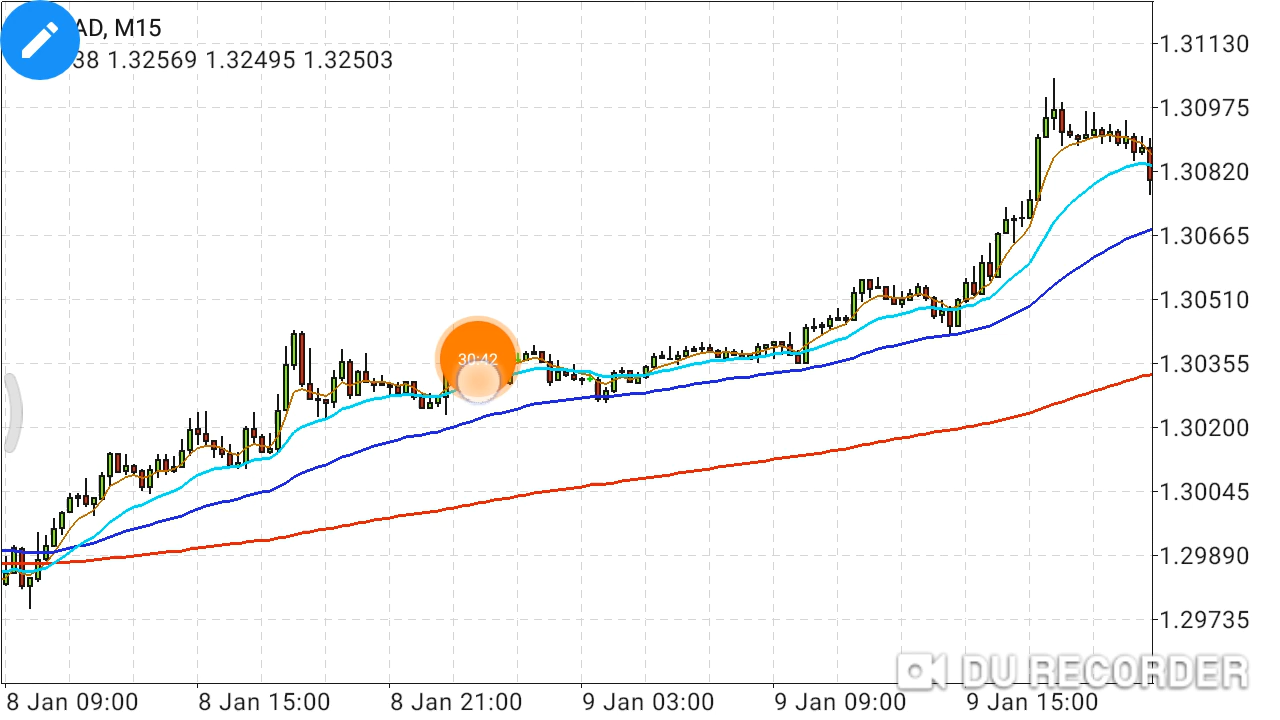 AD, M15
38 1.32569 1.32495 1.32503
1.31130
1.30975
1.30820
1.30665
1.30510
30:42
1.30355
1.30200
1.30045
1.29890
1.29735
DU RECORDER
8 Jan 09:00 8 Jan 15:00 8 Jan 21:00 9 Jan 03:00 9 Jan 09:00 9 Jan 15:00